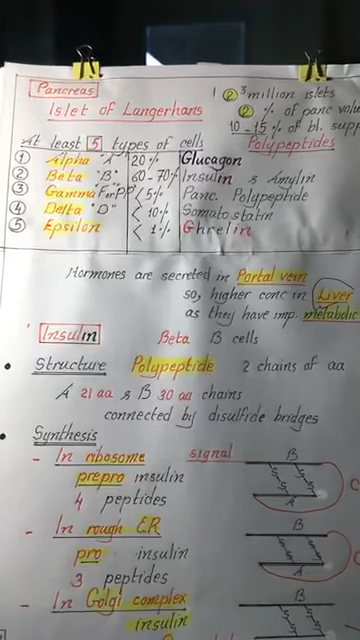 Pancreas
1 ② 3 million islets
Islet of Langerhans
② % of panc
10 - 15 % of bl.
At least 5 types of cells
Polypeptides
① Alpha "A" 20 % Glucagon
② Beta "B" 60 - 70 % Insulin & Amylin
③ Gamma F or PP < 5 % Panc. Polypeptide
④ Delta "D" < 10 % Somatostatin
⑤ Epsilon < 1 % Ghrelin
Hormones are secreted in Portal vein
so, higher conc in Liver
as they have imp. metabolic
Insulin Beta B cells
• Structure Polypeptide 2 chains of aa
A 21 aa & B 30 aa chains
connected by disulfide bridges
• Synthesis
- In ribosome signal B
prepro insulin
4 peptides A
- In rough ER B
pro insulin
3 peptides A
- In Golgi complex B
insulin